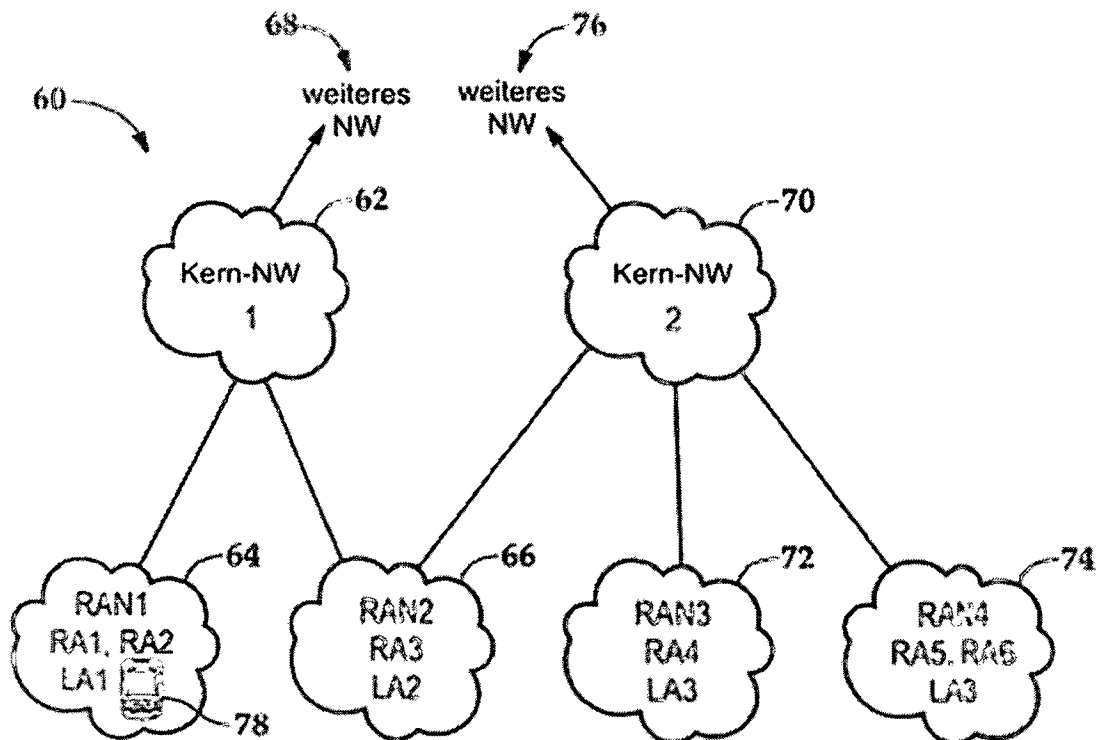 68
76
60
weiteres
NW
weiteres
NW
62
70
Kern-NW
1
Kern-NW
2
64
66
72
74
RAN1
RA1, RA2
LA1
RAN2
RA3
LA2
RAN3
RA4
LA3
RAN4
RA5, RA6
LA3
78